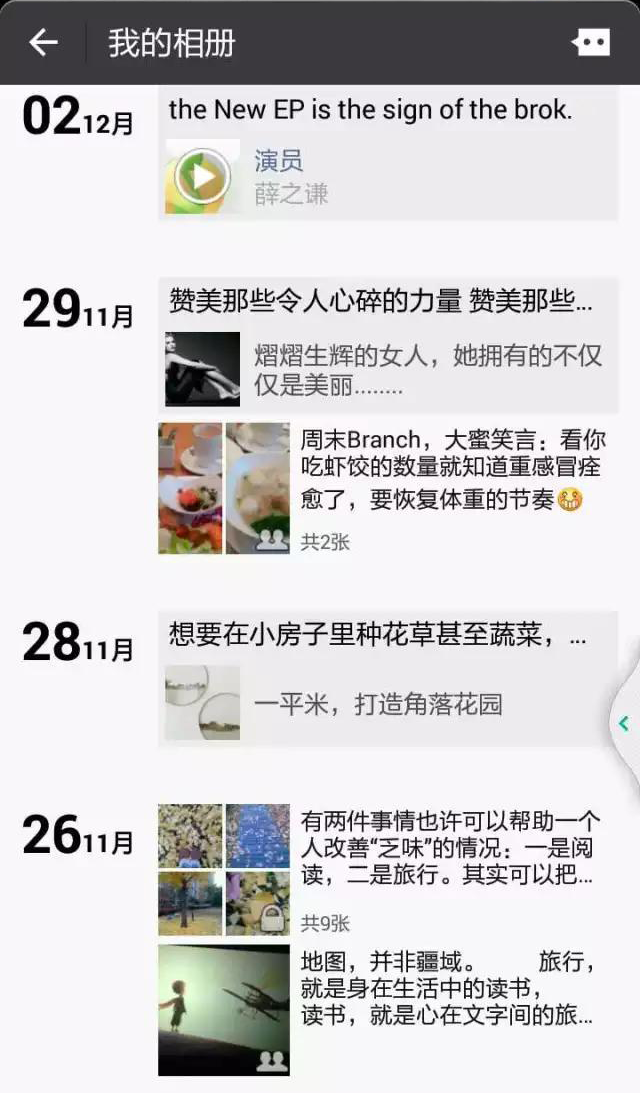 我的相册
02 12月
the New EP is the sign of the brok.
演员
薛之谦
29 11月
赞美那些令人心碎的力量 赞美那些...
熠熠生辉的女人，她拥有的不仅
仅是美丽........
周末Branch，大蜜笑言：看你
吃虾饺的数量就知道重感冒痊
愈了，要恢复体重的节奏😁
共2张
28 11月
想要在小房子里种花草甚至蔬菜，...
一平米，打造角落花园
26 11月
有两件事情也许可以帮助一个
人改善“乏味”的情况：一是阅
读，二是旅行。其实可以把...
共9张
地图，并非疆域。 旅行，
就是身在生活中的读书，
读书，就是心在文字间的旅...